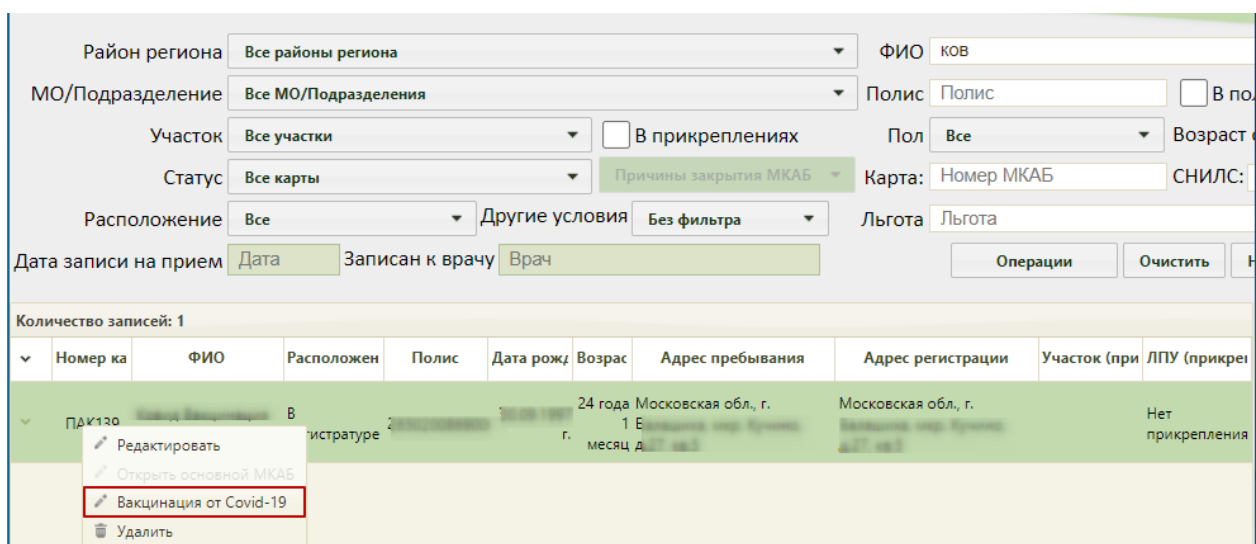 Район региона Все районы региона ФИО ков
МО/Подразделение Все МО/Подразделения Полис Полис В по
Участок Все участки В прикреплениях Пол Все Возраст
Статус Все карты Причины закрытия МКАБ Карта: Номер МКАБ СНИЛС:
Расположение Все Другие условия Без фильтра Льгота Льгота
Дата записи на прием Дата Записан к врачу Врач Операции Очистить Н
Количество записей: 1
Номер ка ФИО Расположен Полис Дата рожд Возрас Адрес пребывания Адрес регистрации Участок (при ЛПУ (прикреп
24 года Московская обл., г. Московская обл., г.
ПАК139 В 1 Нет
гистратуре г. месяц прикрепления
Редактировать
Открыть основной МКАБ
Вакцинация от Covid-19
Удалить